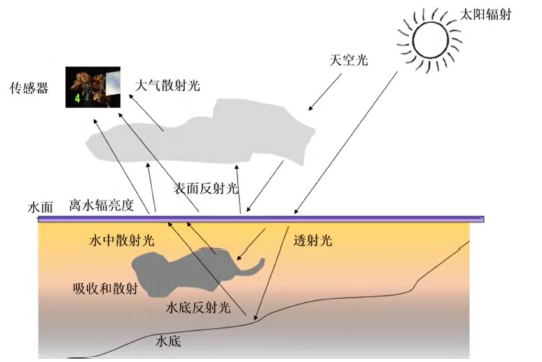 太阳辐射
天空光
传感器
4
大气散射光
表面反射光
水面
离水辐亮度
水中散射光
透射光
吸收和散射
水底反射光
水底